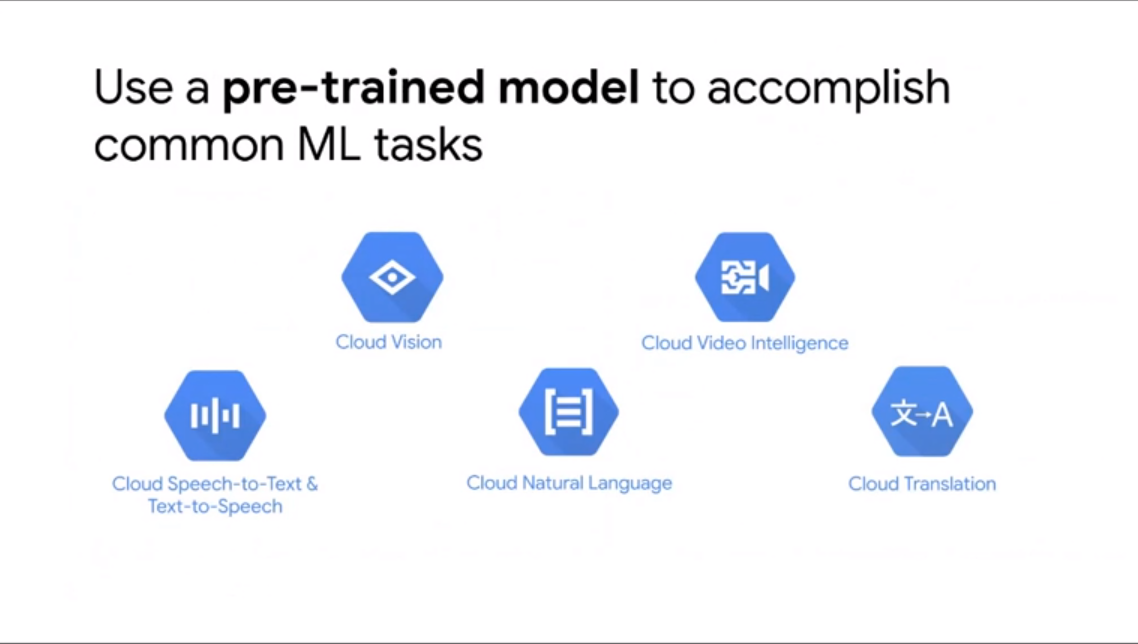 Use a pre-trained model to accomplish
common ML tasks
Cloud Vision
Cloud Video Intelligence
文→A
Cloud Speech-to-Text &
Text-to-Speech
Cloud Natural Language
Cloud Translation